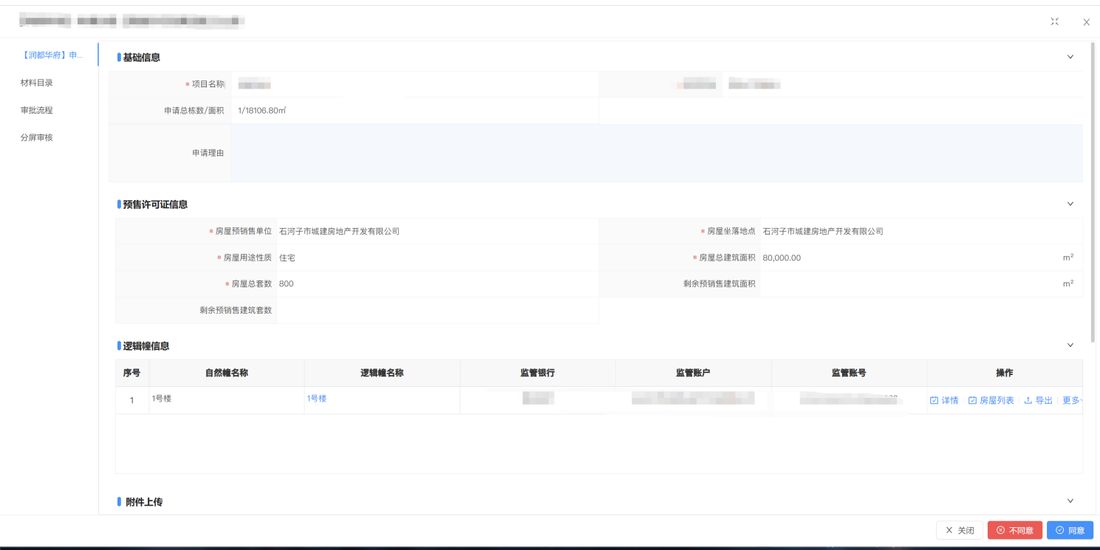 【润都华府】申...
材料目录
审批流程
分屏审核
基础信息
* 项目名称
申请总栋数/面积 1/18106.80㎡
申请理由
预售许可证信息
* 房屋预销售单位 石河子市城建房地产开发有限公司 * 房屋坐落地点 石河子市城建房地产开发有限公司
* 房屋用途性质 住宅 * 房屋总建筑面积 80,000.00 m²
* 房屋总套数 800 剩余预销售建筑面积 m²
剩余预销售建筑套数
逻辑幢信息
序号 自然幢名称 逻辑幢名称 监管银行 监管账户 监管账号 操作
1 1号楼 1号楼 详情 房屋列表 导出 更多
附件上传
关闭 不同意 同意